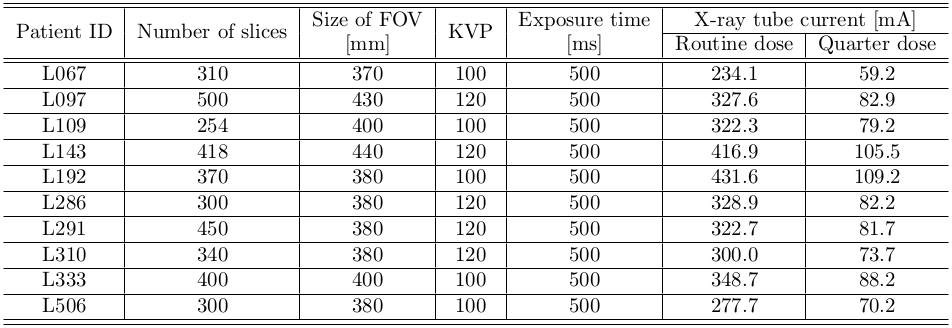 Patient ID Number of slices Size of FOV [mm] KVP Exposure time [ms] X-ray tube current [mA]
Routine dose Quarter dose
L067 310 370 100 500 234.1 59.2
L097 500 430 120 500 327.6 82.9
L109 254 400 100 500 322.3 79.2
L143 418 440 120 500 416.9 105.5
L192 370 380 100 500 431.6 109.2
L286 300 380 120 500 328.9 82.2
L291 450 380 120 500 322.7 81.7
L310 340 380 120 500 300.0 73.7
L333 400 400 100 500 348.7 88.2
L506 300 380 100 500 277.7 70.2